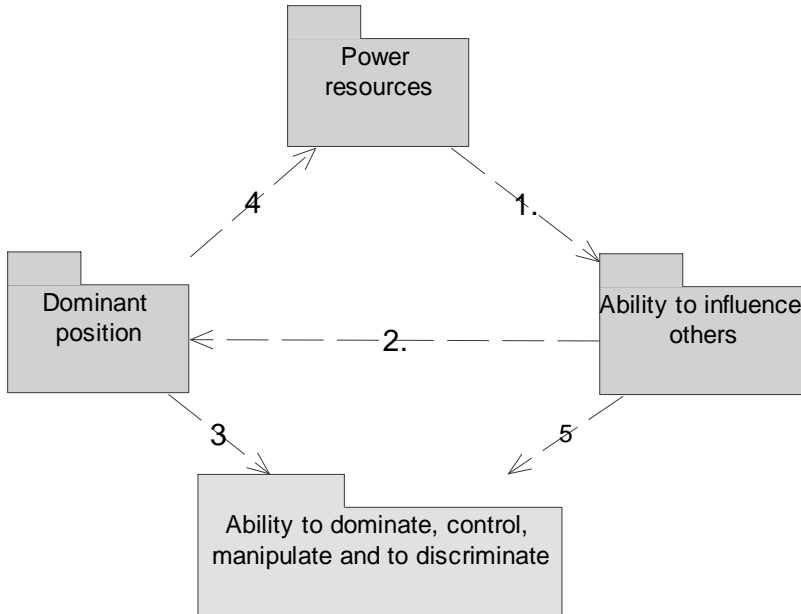 Power
resources
4
1.
Dominant
position
Ability to influence
others
2.
3
5
Ability to dominate, control,
manipulate and to discriminate